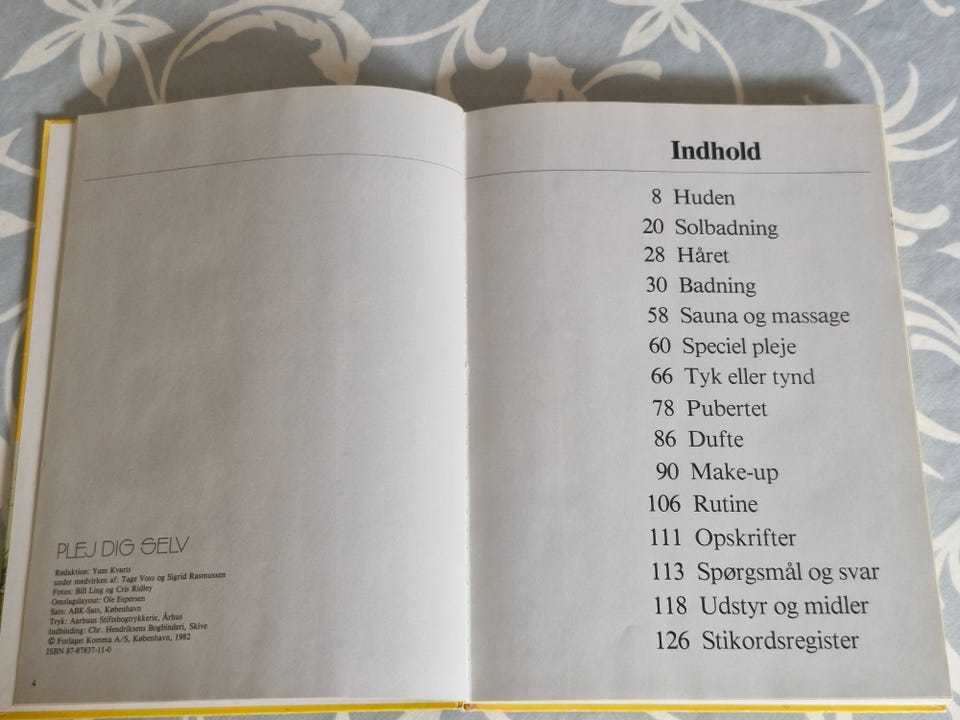 PLEJ DIG SELV
Redaktion: Yum Kvarts
under medvirken af: Tage Voss og Sigrid Rasmussen
Fotos: Bill Ling og Cris Ridley
Omslagslayout: Ole Espersen
Sats: ABK-Sats, København
Tryk: Aarhuus Stiftsbogtrykkerie, Århus
Indbinding: Chr. Hendriksens Bogbinderi, Skive
© Forlaget Komma A/S, København, 1982
ISBN 87-87837-11-0
4
Indhold
8 Huden
20 Solbadning
28 Håret
30 Badning
58 Sauna og massage
60 Speciel pleje
66 Tyk eller tynd
78 Pubertet
86 Dufte
90 Make-up
106 Rutine
111 Opskrifter
113 Spørgsmål og svar
118 Udstyr og midler
126 Stikordsregister